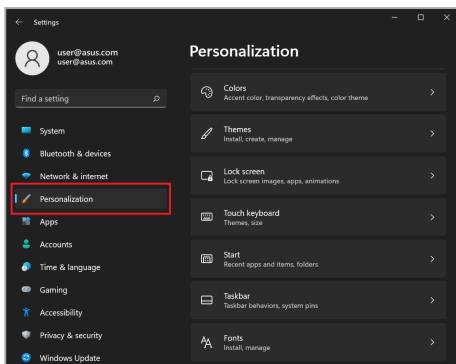 Settings
user@asus.com
user@asus.com
Find a setting
System
Bluetooth & devices
Network & internet
Personalization
Apps
Accounts
Time & language
Gaming
Accessibility
Privacy & security
Windows Update
Personalization
Colors
Accent color, transparency effects, color theme
Themes
Install, create, manage
Lock screen
Lock screen images, apps, animations
Touch keyboard
Themes, size
Start
Recent apps and items, folders
Taskbar
Taskbar behaviors, system pins
Fonts
Install, manage